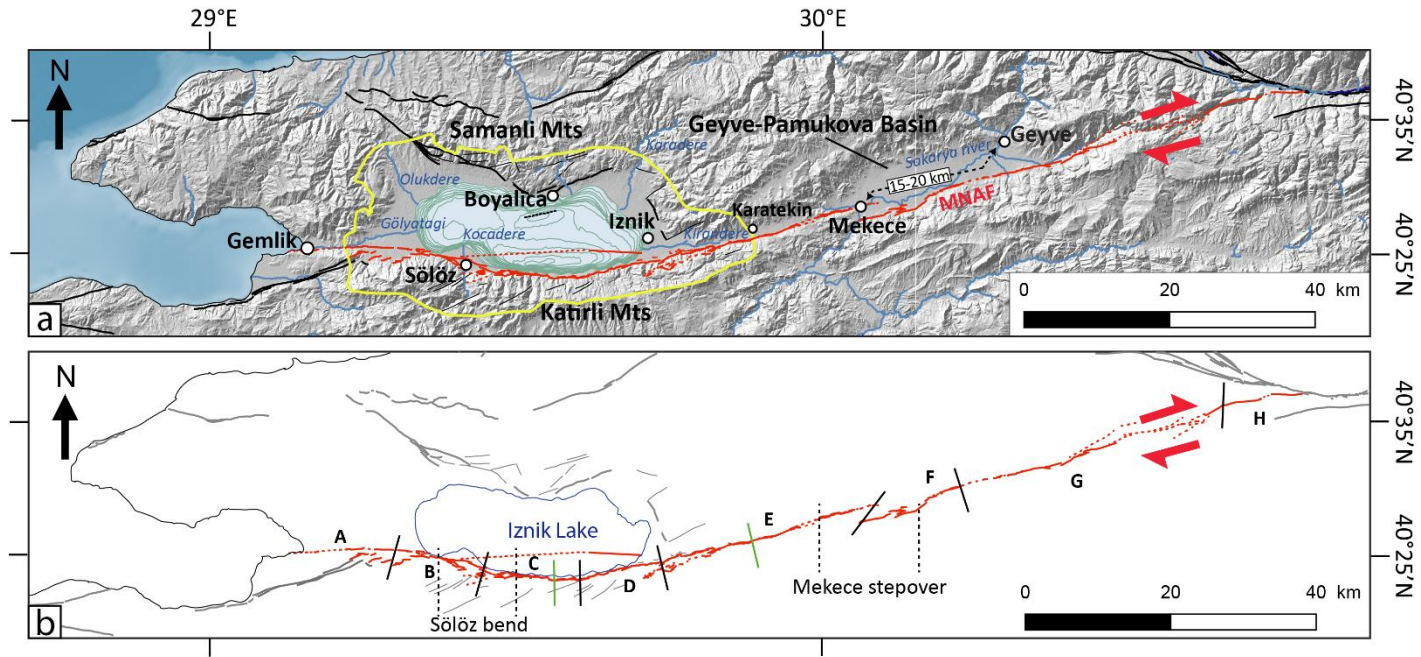 29°E 30°E
N
40°35'N
40°25'N
Samanli Mts
Geyve-Pamukova Basin
Geyve
Karadere
Sakarya river
Olukdere
15-20 km
MNAF
Boyalica
Iznik
Karatekin
Mekece
Gölyatagi
Kocadere
Kirandere
Gemlik
Sölöz
Katirli Mts
0 20 40 km
a
N
40°35'N
40°25'N
H
G
F
E
Iznik Lake
A
B
C
D
Mekece stepover
Sölöz bend
0 20 40 km
b